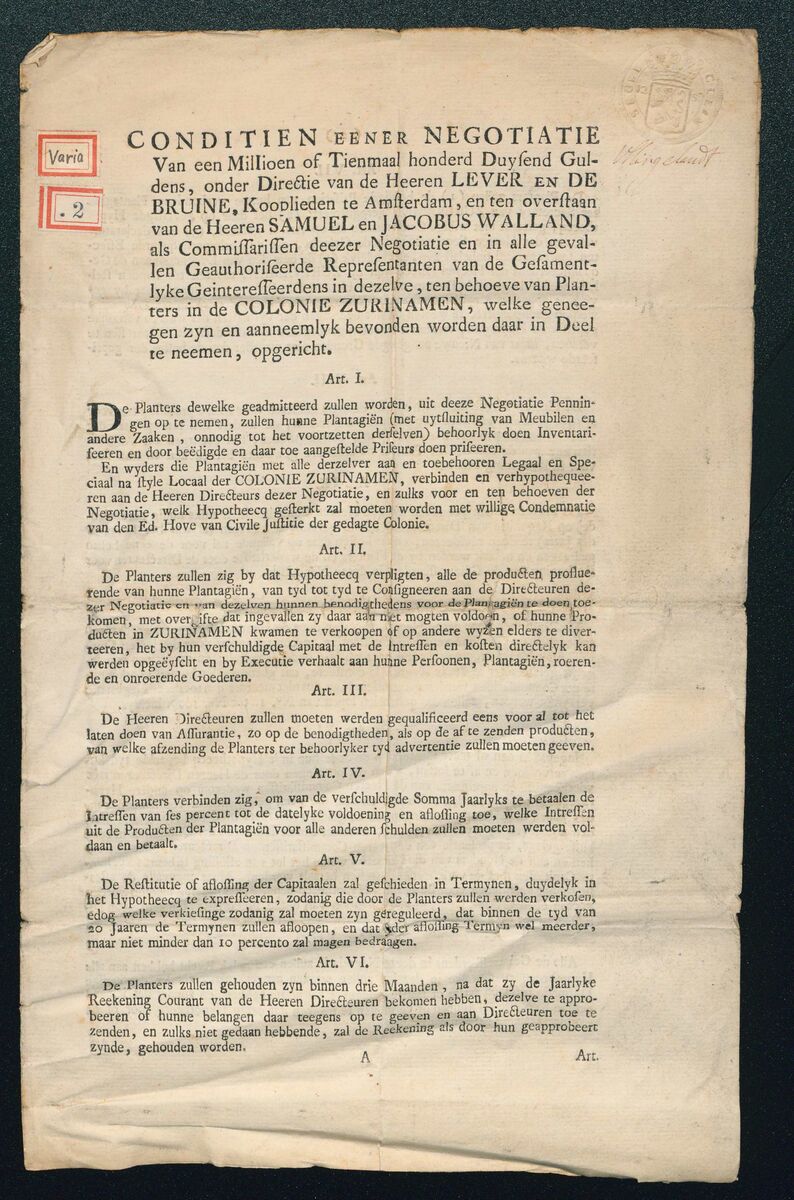 Varia
. 2
CONDITIEN EENER NEGOTIATIE
Van een Millioen of Tienmaal honderd Duysend Gul-
dens, onder Directie van de Heeren LEVER EN DE
BRUINE, Kooplieden te Amsterdam, en ten overstaan
van de Heeren SAMUEL en JACOBUS WALLAND,
als Commiſſariſſen deezer Negotiatie en in alle geval-
len Geauthoriſeerde Repreſentanten van de Geſament-
lyke Geintereſſeerdens in dezelve, ten behoeve van Plan-
ters in de COLONIE ZURINAMEN, welke genee-
gen zyn en aanneemlyk bevonden worden daar in Deel
te neemen, opgericht.
Art. I.
De Planters dewelke geadmitteerd zullen worden, uit deeze Negotiatie Pennin-
gen op te nemen, zullen hunne Plantagiën (met uytſluiting van Meubilen en
andere Zaaken, onnodig tot het voortzetten derſelven) behoorlyk doen Inventari-
ſeeren en door beëdigde en daar toe aangeſtelde Priſeurs doen priſeeren.
En wyders die Plantagiën met alle derzelver aan en toebehooren Legaal en Spe-
ciaal na ſtyle Locaal der COLONIE ZURINAMEN, verbinden en verhypothequee-
ren aan de Heeren Directeurs dezer Negotiatie, en zulks voor en ten behoeven der
Negotiatie, welk Hypotheecq geſterkt zal moeten worden met willige Condemnatie
van den Ed. Hove van Civile Juſtitie der gedagte Colonie.
Art. II.
De Planters zullen zig by dat Hypotheecq verpligten, alle de producten proflue-
rende van hunne Plantagiën, van tyd tot tyd te Conſigneeren aan de Directeuren de-
zer Negotiatie en van dezelven hunnen benodigthedens voor de Plantagiën te doen toe-
komen, met overgifte dat ingevallen zy daar aan niet mogten voldoen, of hunne Pro-
ducten in ZURINAMEN kwamen te verkoopen of op andere wyzen elders te diver-
teeren, het by hun verſchuldigde Capitaal met de Intreſſen en koſten directelyk kan
werden opgeëyſcht en by Executie verhaalt aan hunne Perſoonen, Plantagiën, roeren-
de en onroerende Goederen.
Art. III.
De Heeren Directeuren zullen moeten werden gequalificeerd eens voor al tot het
laten doen van Aſſurantie, zo op de benodigtheden, als op de af te zenden producten,
van welke afzending de Planters ter behoorlyker tyd advertentie zullen moeten geeven.
Art. IV.
De Planters verbinden zig, om van de verſchuldigde Somma Jaarlyks te betaalen de
Intreſſen van ſes percent tot de datelyke voldoening en afloſſing toe, welke Intreſſen
uit de Producten der Plantagiën voor alle anderen ſchulden zullen moeten werden vol-
daan en betaalt.
Art. V.
De Reſtitutie of afloſſing der Capitaalen zal geſchieden in Termynen, duydelyk in
het Hypotheecq te expreſſeeren, zodanig die door de Planters zullen werden verkoſen,
edog welke verkieſinge zodanig zal moeten zyn gereguleerd, dat binnen de tyd van
20 Jaaren de Termynen zullen afloopen, en dat yder afloſſing Termyn wel meerder,
maar niet minder dan 10 percento zal magen bedraagen.
Art. VI.
De Planters zullen gehouden zyn binnen drie Maanden, na dat zy de Jaarlyke
Reekening Courant van de Heeren Directeuren bekomen hebben, dezelve te appro-
beeren of hunne belangen daar teegens op te geeven en aan Directeuren toe te
zenden, en zulks niet gedaan hebbende, zal de Reekening als door hun geapprobeert
zynde, gehouden worden.
A
Art.